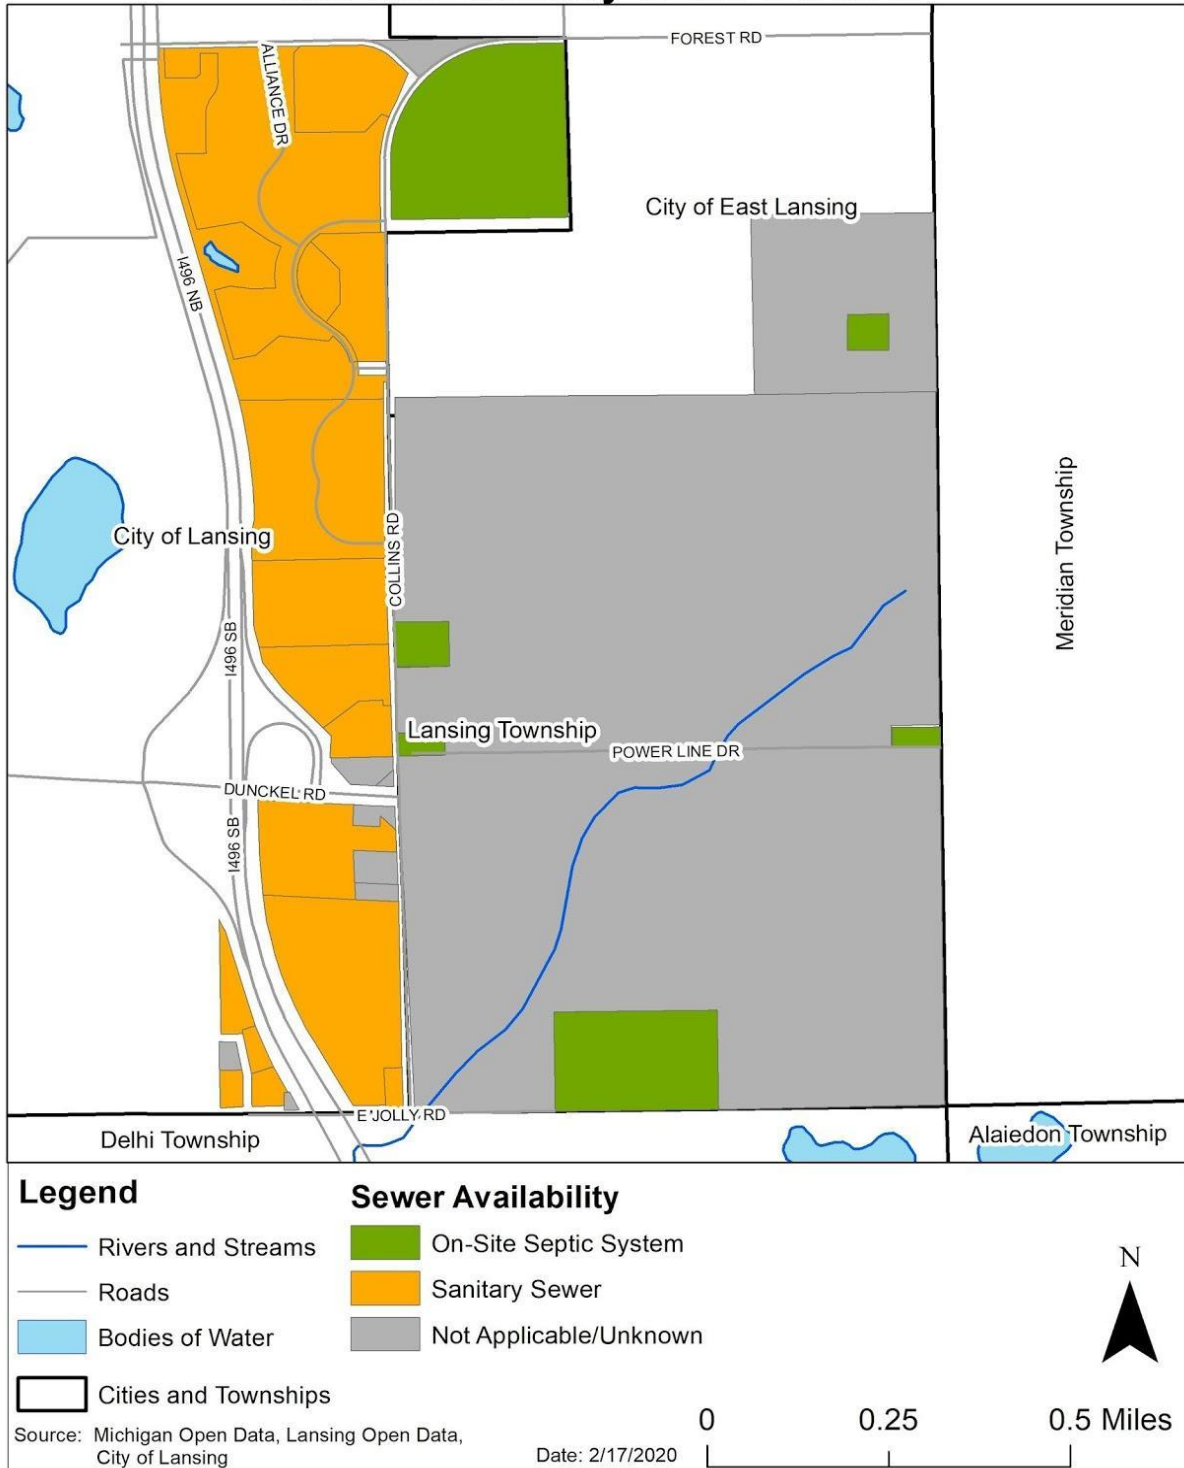 FOREST RD
ALLIANCE DR
City of East Lansing
I496 NB
City of Lansing
COLLINS RD
Meridian Township
I496 SB
Lansing Township
POWER LINE DR
DUNCKEL RD
I496 SB
E JOLLY RD
Delhi Township
Alaiedon Township
Legend
Rivers and Streams
Roads
Bodies of Water
Cities and Townships
Sewer Availability
On-Site Septic System
Sanitary Sewer
Not Applicable/Unknown
N
0 0.25 0.5 Miles
Source: Michigan Open Data, Lansing Open Data,
City of Lansing
Date: 2/17/2020